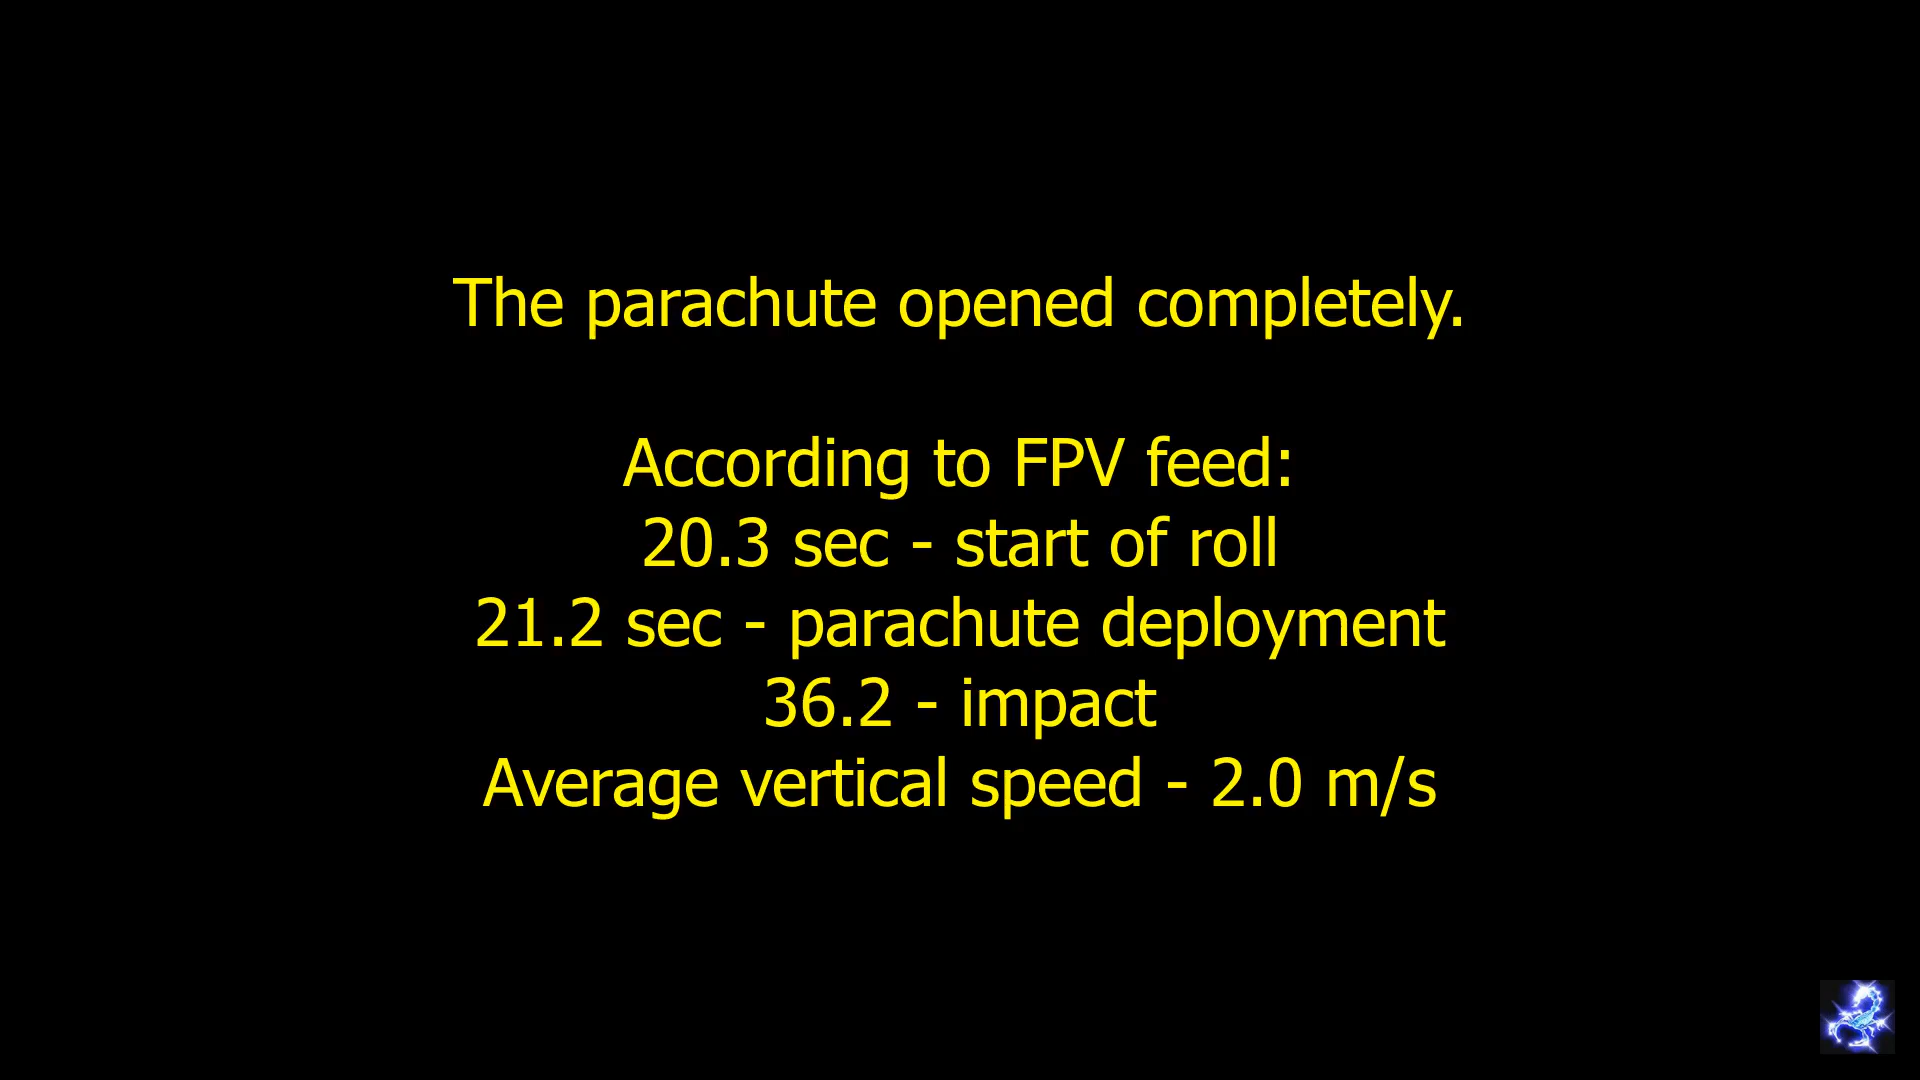 The parachute opened completely.
According to FPV feed:
20.3 sec - start of roll
21.2 sec - parachute deployment
36.2 - impact
Average vertical speed - 2.0 m/s